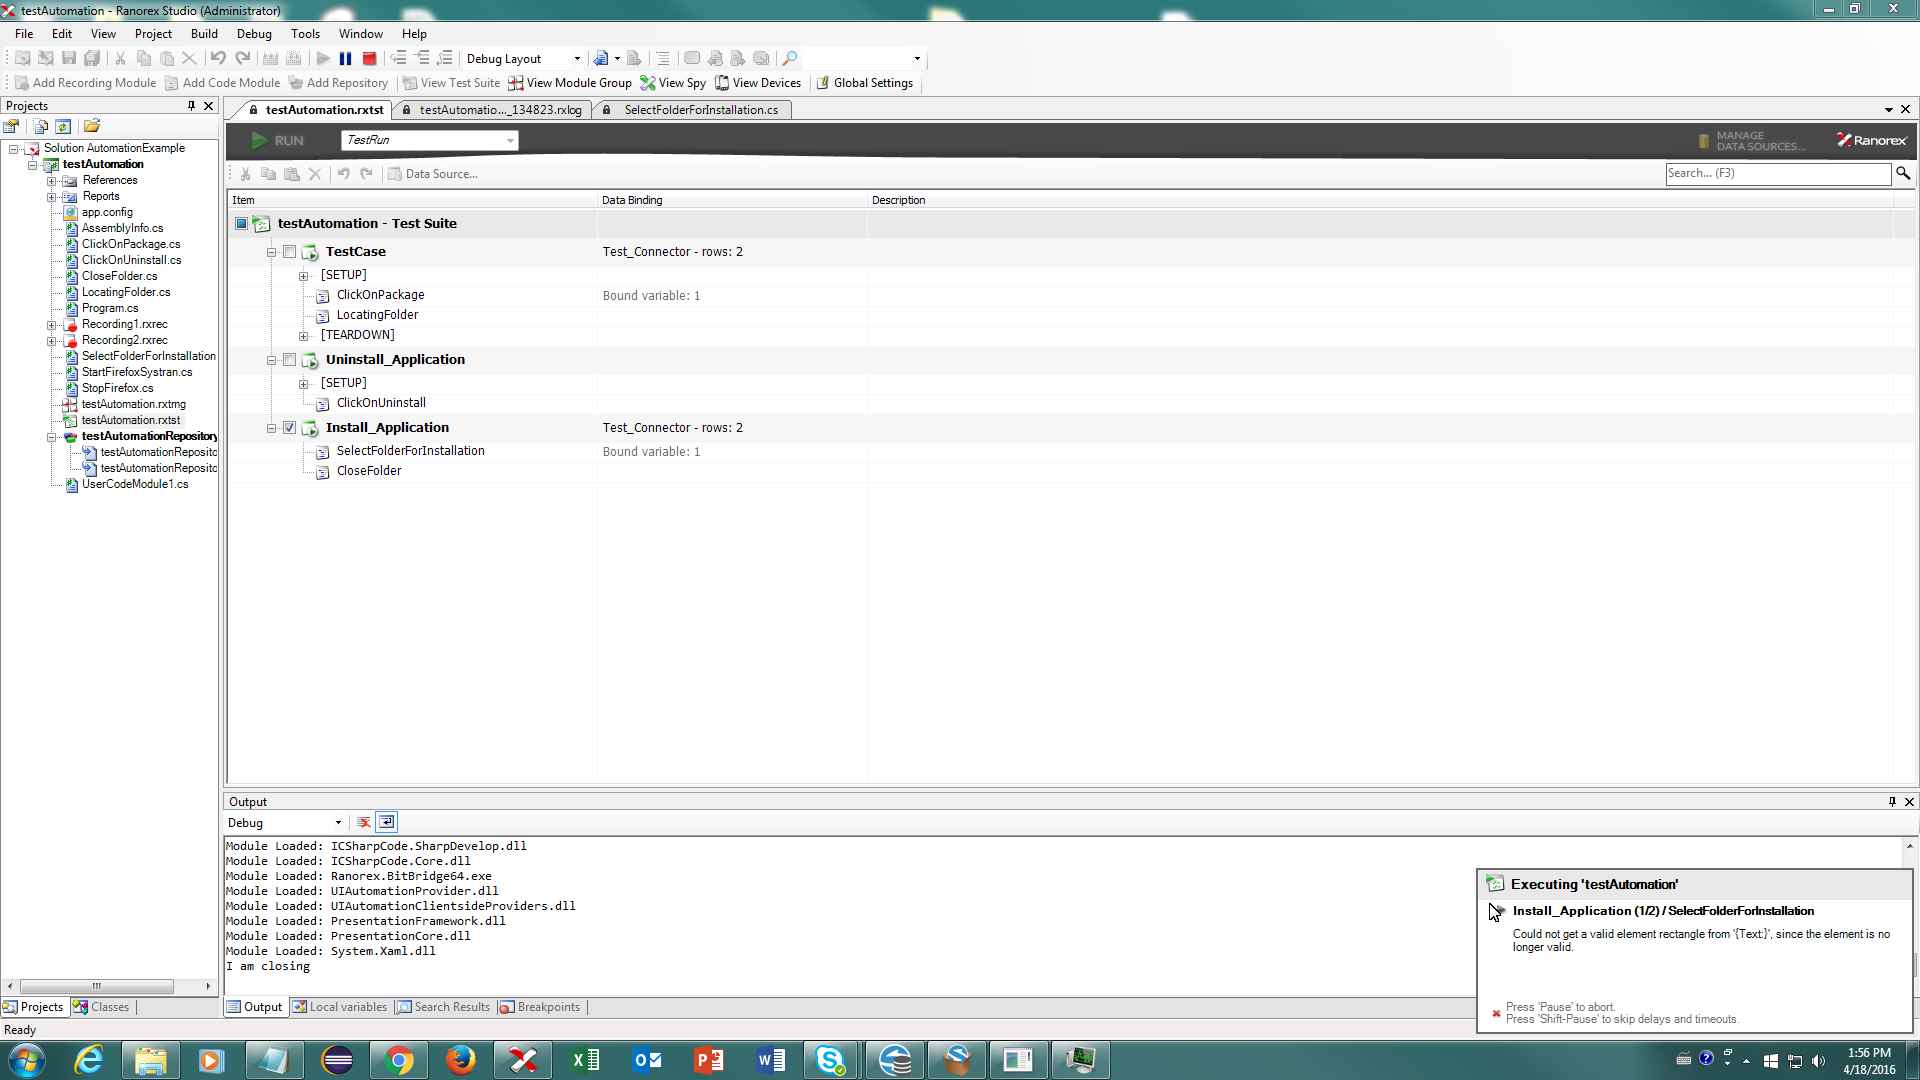 testAutomation - Ranorex Studio (Administrator)
File Edit View Project Build Debug Tools Window Help
Debug Layout
Add Recording Module Add Code Module Add Repository View Test Suite View Module Group View Spy View Devices Global Settings
Projects
testAutomation.rxtst testAutomatio..._134823.rxlog SelectFolderForInstallation.cs
RUN TestRun MANAGE DATA SOURCES... Ranorex
Data Source... Search... (F3)
Solution AutomationExample
testAutomation
References
Reports
app.config
AssemblyInfo.cs
ClickOnPackage.cs
ClickOnUninstall.cs
CloseFolder.cs
LocatingFolder.cs
Program.cs
Recording1.rxrec
Recording2.rxrec
SelectFolderForInstallation
StartFirefoxSystran.cs
StopFirefox.cs
testAutomation.rxtmg
testAutomation.rxtst
testAutomationRepository
testAutomationReposito
testAutomationReposito
UserCodeModule1.cs
Item Data Binding Description
testAutomation - Test Suite
TestCase Test_Connector - rows: 2
[SETUP]
ClickOnPackage Bound variable: 1
LocatingFolder
[TEARDOWN]
Uninstall_Application
[SETUP]
ClickOnUninstall
Install_Application Test_Connector - rows: 2
SelectFolderForInstallation Bound variable: 1
CloseFolder
Output
Debug
Module Loaded: ICSharpCode.SharpDevelop.dll
Module Loaded: ICSharpCode.Core.dll
Module Loaded: Ranorex.BitBridge64.exe
Module Loaded: UIAutomationProvider.dll
Module Loaded: UIAutomationClientsideProviders.dll
Module Loaded: PresentationFramework.dll
Module Loaded: PresentationCore.dll
Module Loaded: System.Xaml.dll
I am closing
Executing 'testAutomation'
Install_Application (1/2) / SelectFolderForInstallation
Could not get a valid element rectangle from '{Text:}', since the element is no
longer valid.
Press 'Pause' to abort.
Press 'Shift-Pause' to skip delays and timeouts.
Projects Classes
Output Local variables Search Results Breakpoints
Ready
1:56 PM
4/18/2016